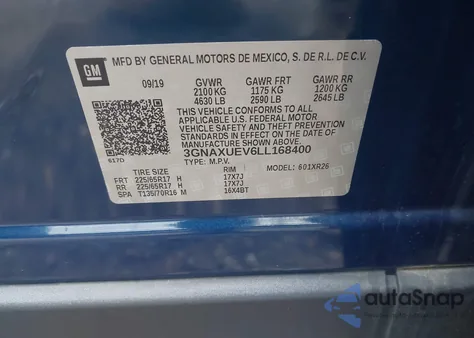 GM
MFD BY GENERAL MOTORS DE MEXICO, S. DE R.L. DE C.V.
09/19 GVWR GAWR FRT GAWR RR
2100 KG 1175 KG 1200 KG
4630 LB 2590 LB 2645 LB
THIS VEHICLE CONFORMS TO ALL
APPLICABLE U.S. FEDERAL MOTOR
VEHICLE SAFETY
STANDARDS IN EFFECT ON THE DATE OF
MANUFACTURE SHOWN ABOVE.
3GNAXUEV6LL168400
617D TYPE: M.P.V. MODEL: 601XR26
TIRE SIZE RIM
FRT 225/65R17 H 17X7J
RR 225/65R17 H 17X7J
SPA T135/70R16 M 16X4BT
autoSnap